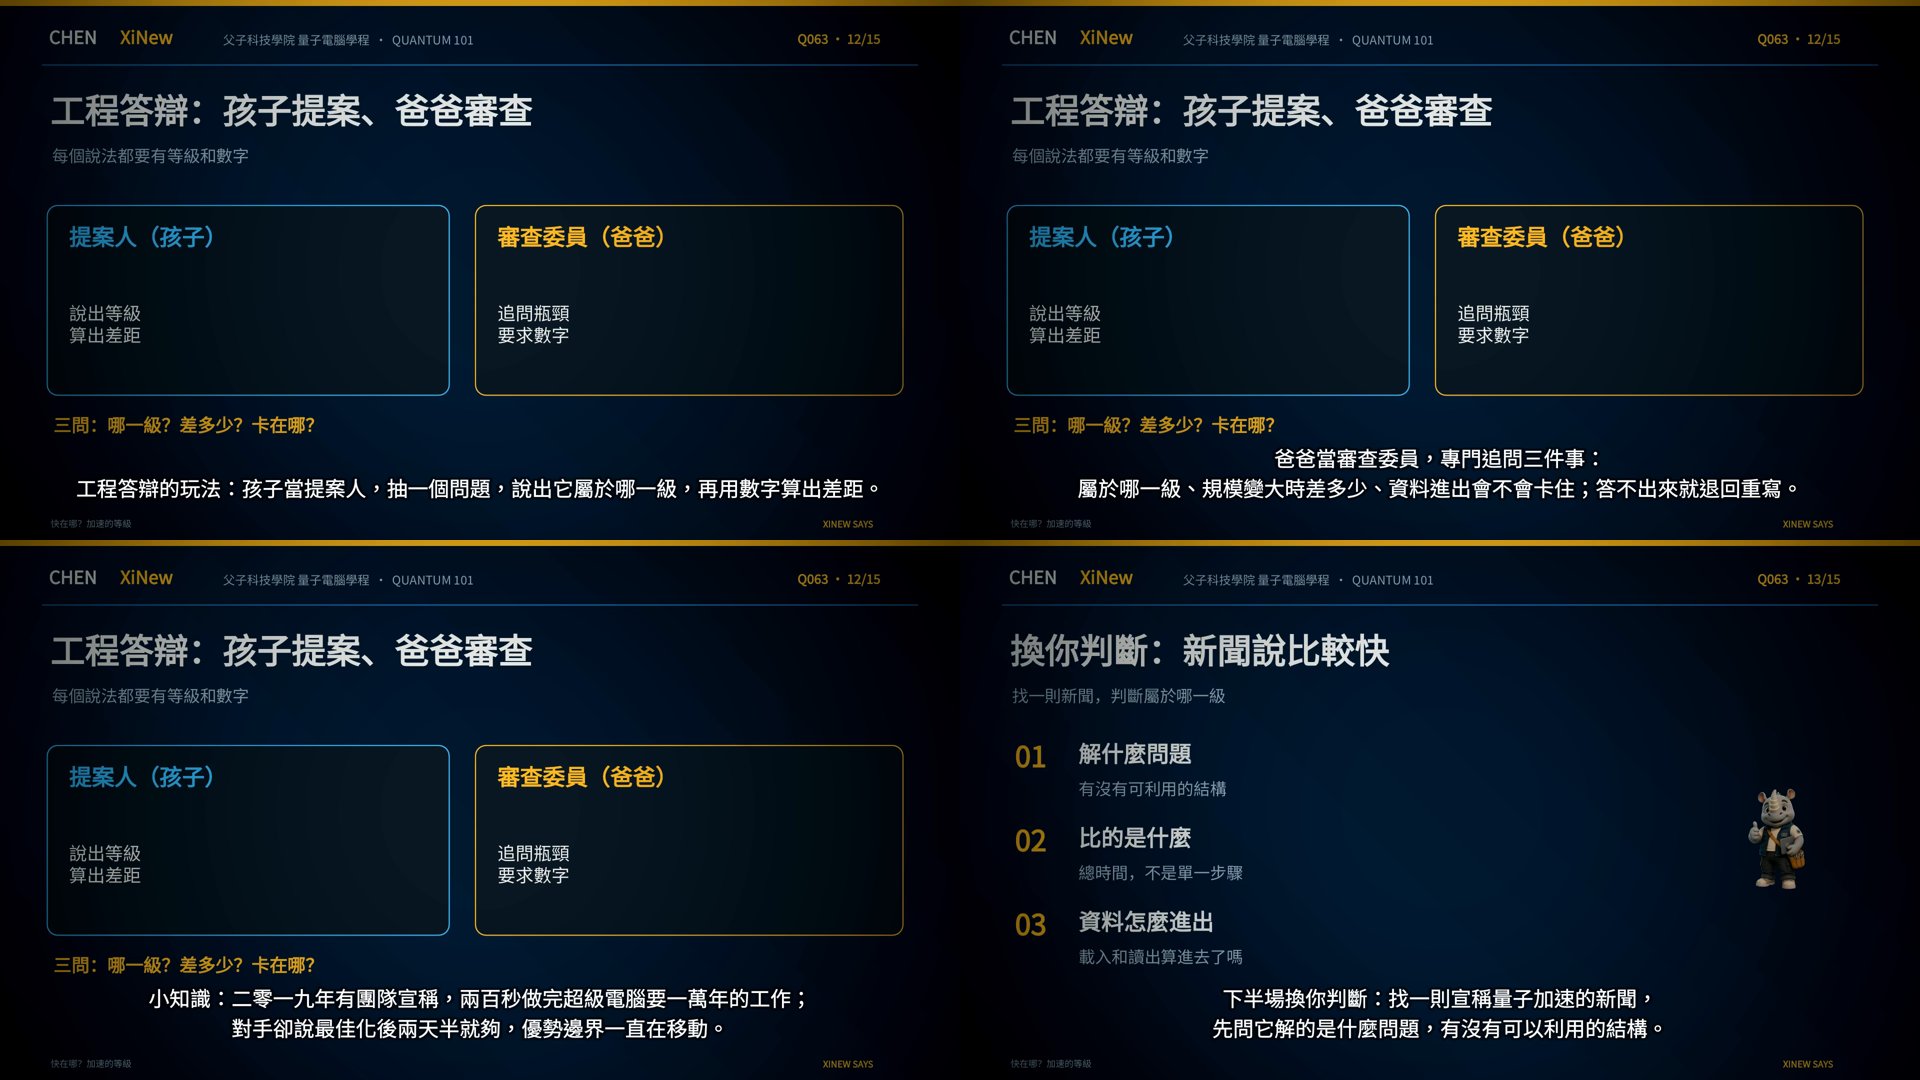 CHEN XiNew 父子科技學院 量子電腦學程 · QUANTUM 101 Q063 · 12/15
工程答辯：孩子提案、爸爸審查
每個說法都要有等級和數字
提案人（孩子）
說出等級
算出差距
審查委員（爸爸）
追問瓶頸
要求數字
三問：哪一級？差多少？卡在哪？
工程答辯的玩法：孩子當提案人，抽一個問題，說出它屬於哪一級，再用數字算出差距。
快在哪？加速的等級 XINEW SAYS
CHEN XiNew 父子科技學院 量子電腦學程 · QUANTUM 101 Q063 · 12/15
工程答辯：孩子提案、爸爸審查
每個說法都要有等級和數字
提案人（孩子）
說出等級
算出差距
審查委員（爸爸）
追問瓶頸
要求數字
三問：哪一級？差多少？卡在哪？
爸爸當審查委員，專門追問三件事：
屬於哪一級、規模變大時差多少、資料進出會不會卡住；答不出來就退回重寫。
快在哪？加速的等級 XINEW SAYS
CHEN XiNew 父子科技學院 量子電腦學程 · QUANTUM 101 Q063 · 12/15
工程答辯：孩子提案、爸爸審查
每個說法都要有等級和數字
提案人（孩子）
說出等級
算出差距
審查委員（爸爸）
追問瓶頸
要求數字
三問：哪一級？差多少？卡在哪？
小知識：二零一九年有團隊宣稱，兩百秒做完超級電腦要一萬年的工作；
對手卻說最佳化後兩天半就夠，優勢邊界一直在移動。
快在哪？加速的等級 XINEW SAYS
CHEN XiNew 父子科技學院 量子電腦學程 · QUANTUM 101 Q063 · 13/15
換你判斷：新聞說比較快
找一則新聞，判斷屬於哪一級
01 解什麼問題
有沒有可利用的結構
02 比的是什麼
總時間，不是單一步驟
03 資料怎麼進出
載入和讀出算進去了嗎
下半場換你判斷：找一則宣稱量子加速的新聞，
先問它解的是什麼問題，有沒有可以利用的結構。
快在哪？加速的等級 XINEW SAYS